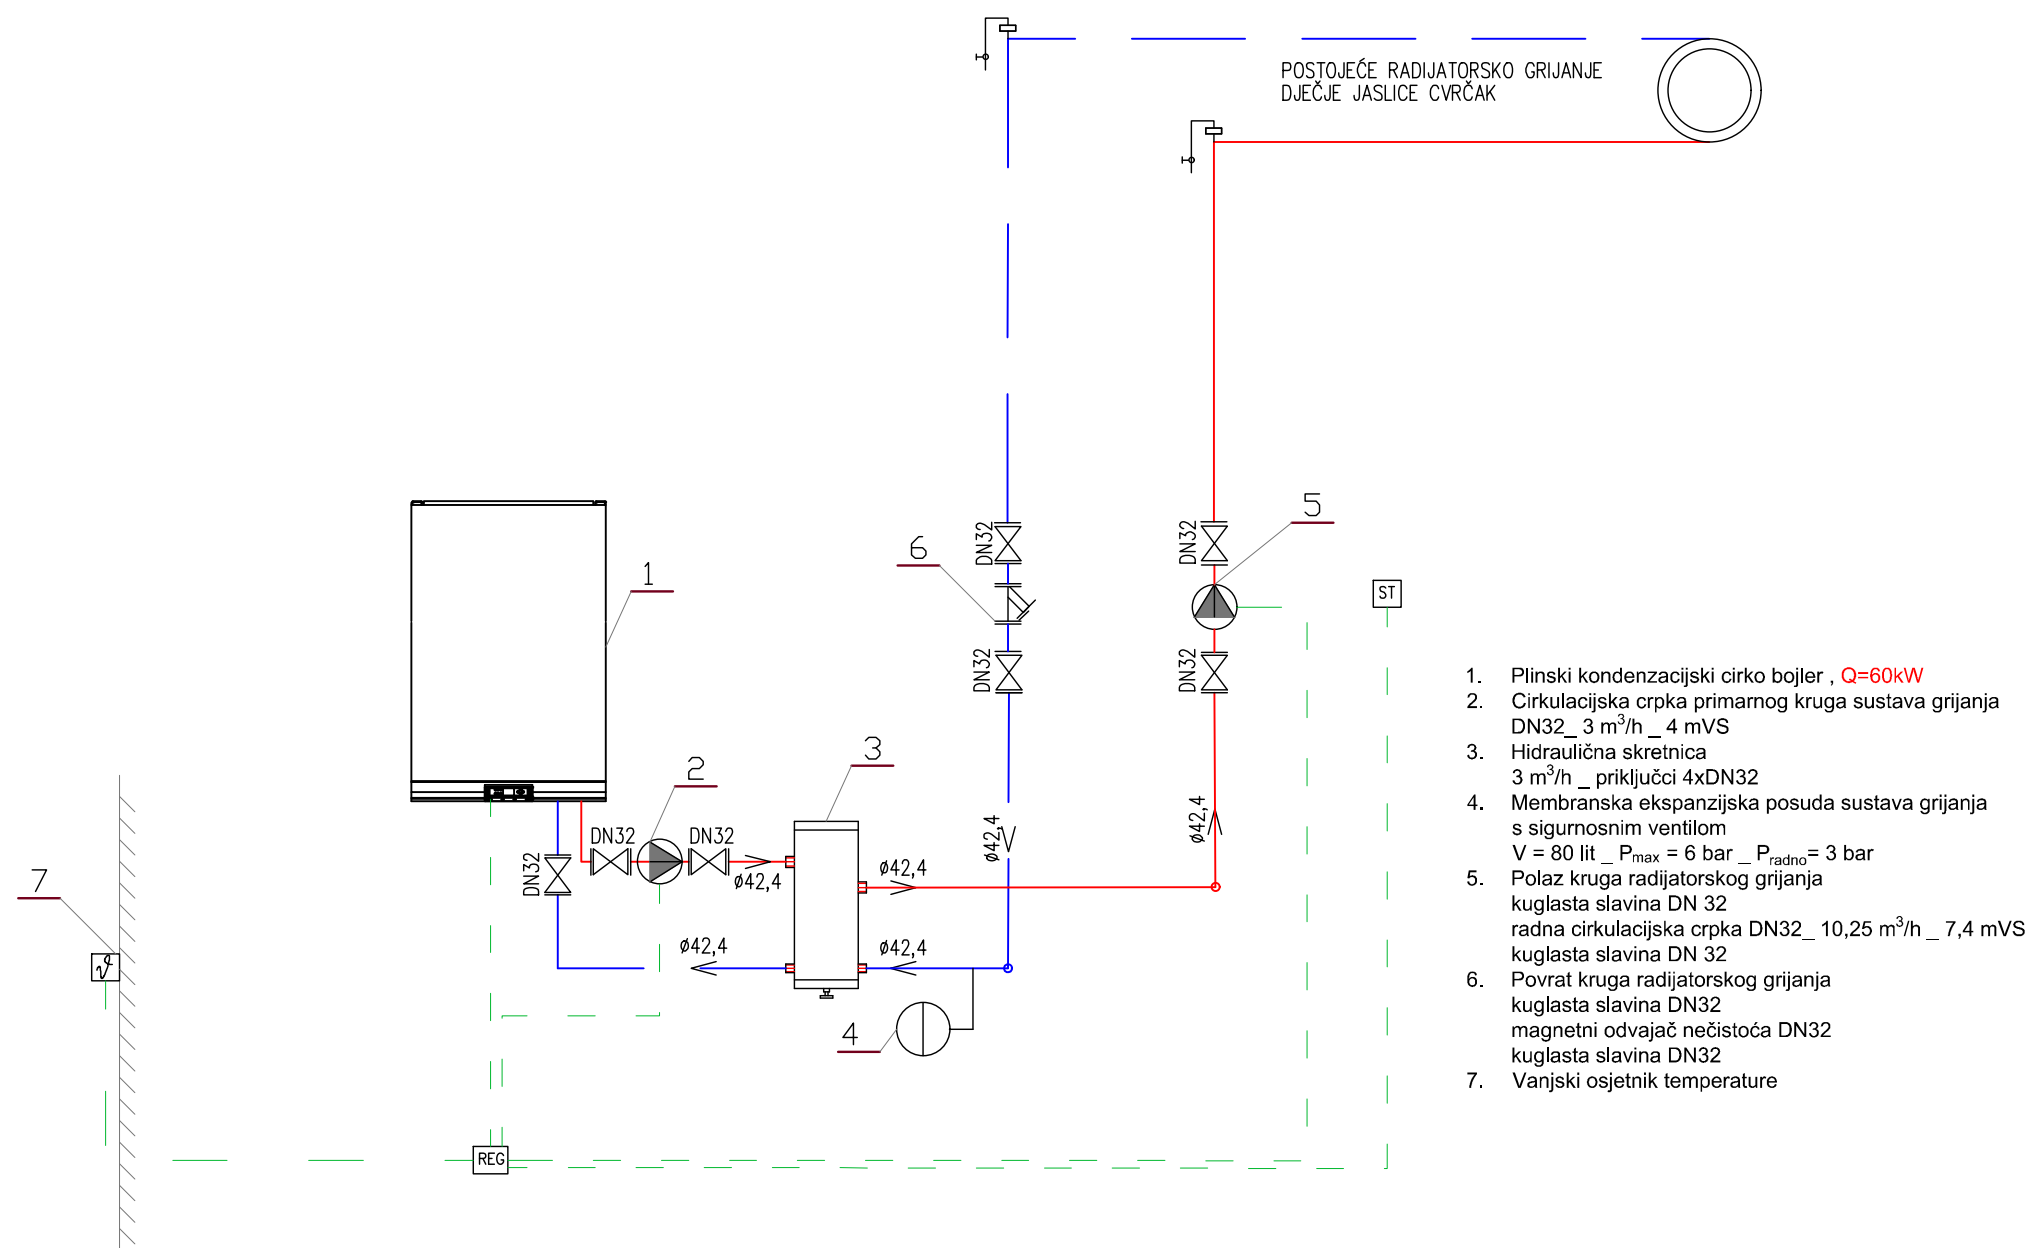 POSTOJEĆE RADIJATORSKO GRIJANJE
DJEČJE JASLICE CVRČAK
5
DN32
DN32
6
1
ST
DN32
DN32
3
2
ø42,4
ø42,4
DN32
DN32
DN32
ø42,4
ø42,4
7
ø42,4
ø42,4
ϑ
4
REG
1. Plinski kondenzacijski cirko bojler , Q=60kW
2. Cirkulacijska crpka primarnog kruga sustava grijanja
DN32_ 3 m³/h _ 4 mVS
3. Hidraulična skretnica
3 m³/h _ priključci 4xDN32
4. Membranska ekspanzijska posuda sustava grijanja
s sigurnosnim ventilom
V = 80 lit _ Pmax = 6 bar _ Pradno= 3 bar
5. Polaz kruga radijatorskog grijanja
kuglasta slavina DN 32
radna cirkulacijska crpka DN32_ 10,25 m³/h _ 7,4 mVS
kuglasta slavina DN 32
6. Povrat kruga radijatorskog grijanja
kuglasta slavina DN32
magnetni odvajač nečistoća DN32
kuglasta slavina DN32
7. Vanjski osjetnik temperature